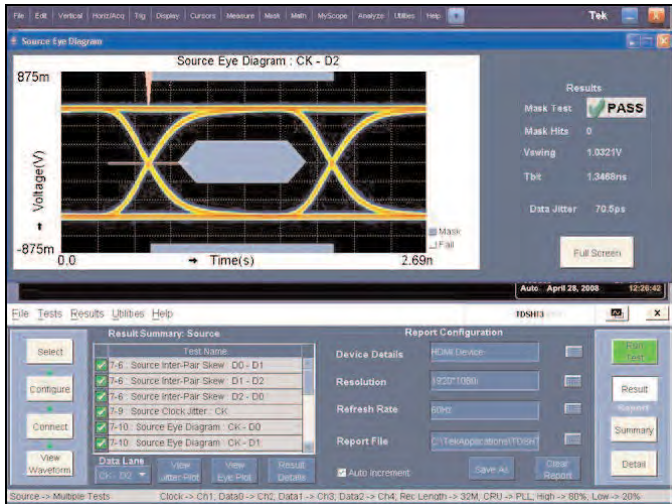 File Edit Vertical Horiz/Acq Trig Display Cursors Measure Mask Math MyScope Analyze Utilities Help Tek
Source Eye Diagram
Source Eye Diagram : CK - D2
875m
Voltage(V)
-875m
0.0
Time(s)
2.69n
Mask
Fail
Results
Mask Test PASS
Mask Hits 0
Vswing 1.0321V
Tbit 1.3468ns
Data Jitter 70.5ps
Full Screen
Auto April 28, 2008 12:26:42
File Tests Results Utilities Help TDSHT3 X
Select
Configure
Connect
View
Waveform
Result Summary: Source
Test Name
7-6 : Source Inter-Pair Skew : D0 - D1
7-6 : Source Inter-Pair Skew : D1 - D2
7-6 : Source Inter-Pair Skew : D2 - D0
7-9 : Source Clock Jitter : CK
7-10 : Source Eye Diagram : CK - D0
7-10 : Source Eye Diagram : CK - D1
Data Lane
CK - D2
View
Jitter Plot
View
Eye Plot
Result
Details
Report Configuration
Device Details HDMI Device
Resolution 1920*1080i
Refresh Rate 60Hz
Report File C:\TekApplications\TDSHT
Auto Increment
Save As
Clear
Report
Run
Test
Result
Summary
Detail
Source -> Multiple Tests Clock -> Ch1, Data0 -> Ch2, Data1 -> Ch3, Data2 -> Ch4, Rec Length -> 32M, CRU -> PLL, High -> 80%, Low -> 20%